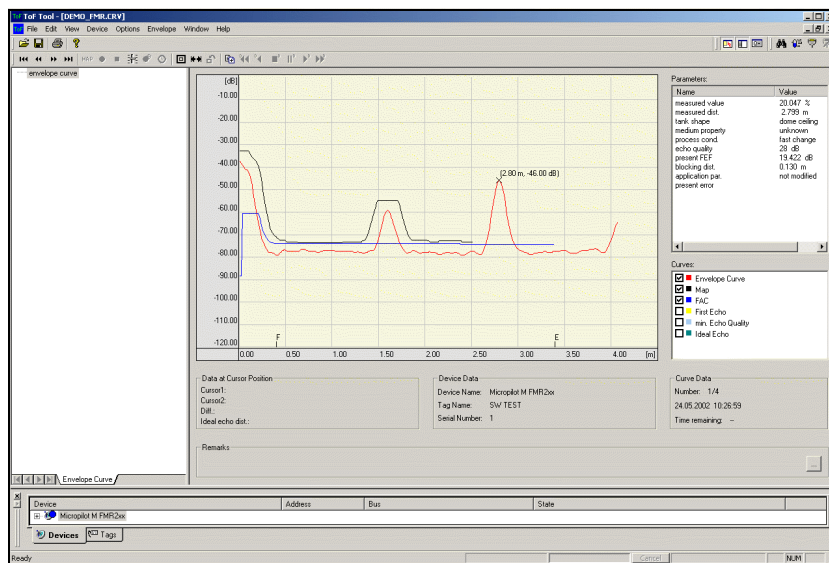 ToF Tool - [DEMO_FMR.CRV]
File Edit View Device Options Envelope Window Help
envelope curve
[dB]
-10.00
-20.00
-30.00
-40.00
-50.00
-60.00
-70.00
-80.00
-90.00
-100.00
-110.00
-120.00
(2.80 m, -46.00 dB)
F
E
0.00 0.50 1.00 1.50 2.00 2.50 3.00 3.50 4.00 [m]
Parameters:
Name Value
measured value 20.047 %
measured dist. 2.799 m
tank shape dome ceiling
medium property unknown
process cond. fast change
echo quality 28 dB
present FEF 19.422 dB
blocking dist. 0.130 m
application par. not modified
present error
Curves:
Envelope Curve
Map
FAC
First Echo
min. Echo Quality
Ideal Echo
Data at Cursor Position
Cursor1:
Cursor2:
Diff.:
Ideal echo dist.:
Device Data
Device Name: Micropilot M FMR2xx
Tag Name: SW TEST
Serial Number: 1
Curve Data
Number: 1/4
24.05.2002 10:26:59
Time remaining: --
Remarks
...
Envelope Curve
Device Address Bus State
Micropilot M FMR2xx
Devices Tags
Ready Cancel NUM